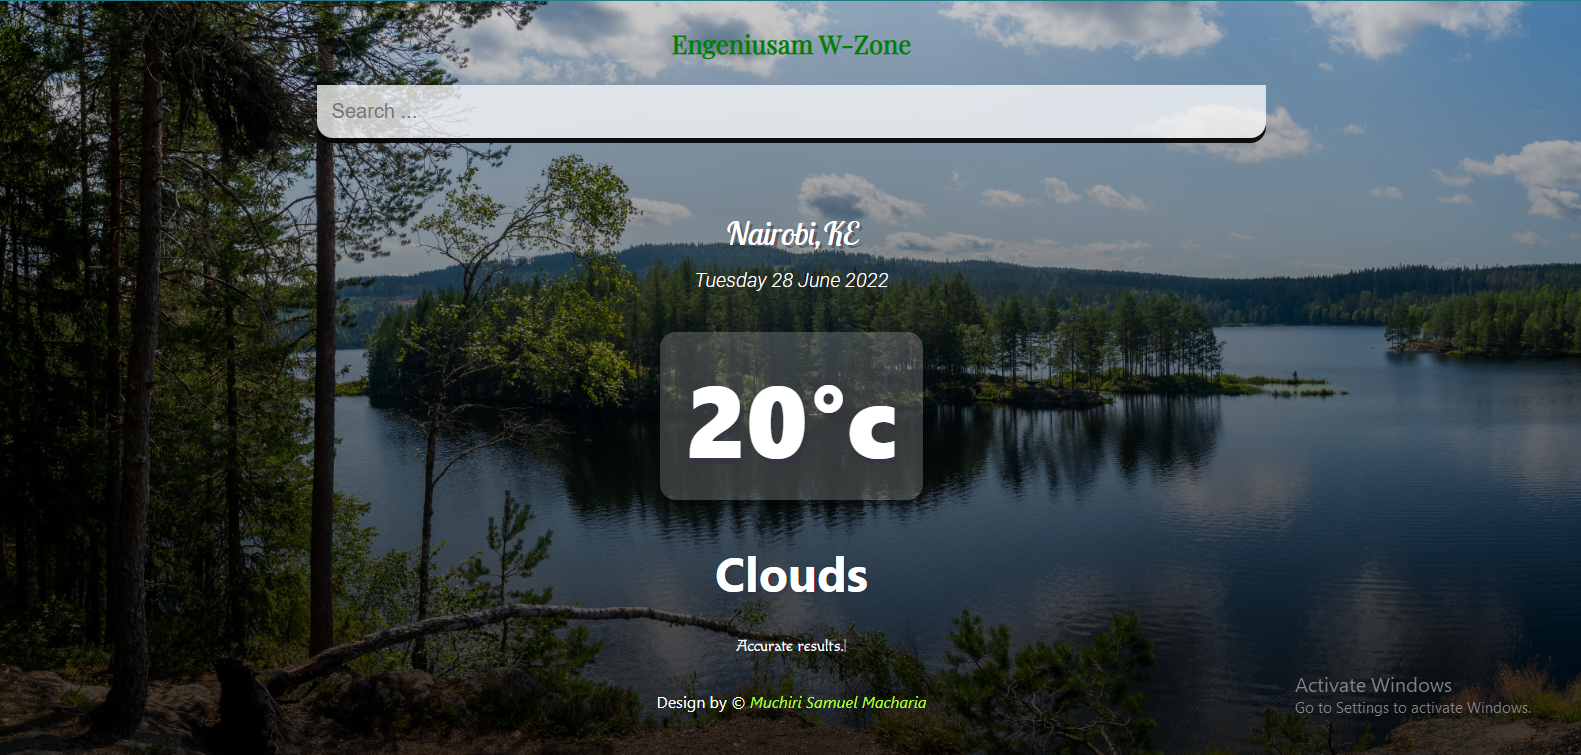 Engeniusam W-Zone
Search ...
Nairobi, KE
Tuesday 28 June 2022
20°c
Clouds
Accurate results.|
Design by © Muchiri Samuel Macharia
Activate Windows
Go to Settings to activate Windows.